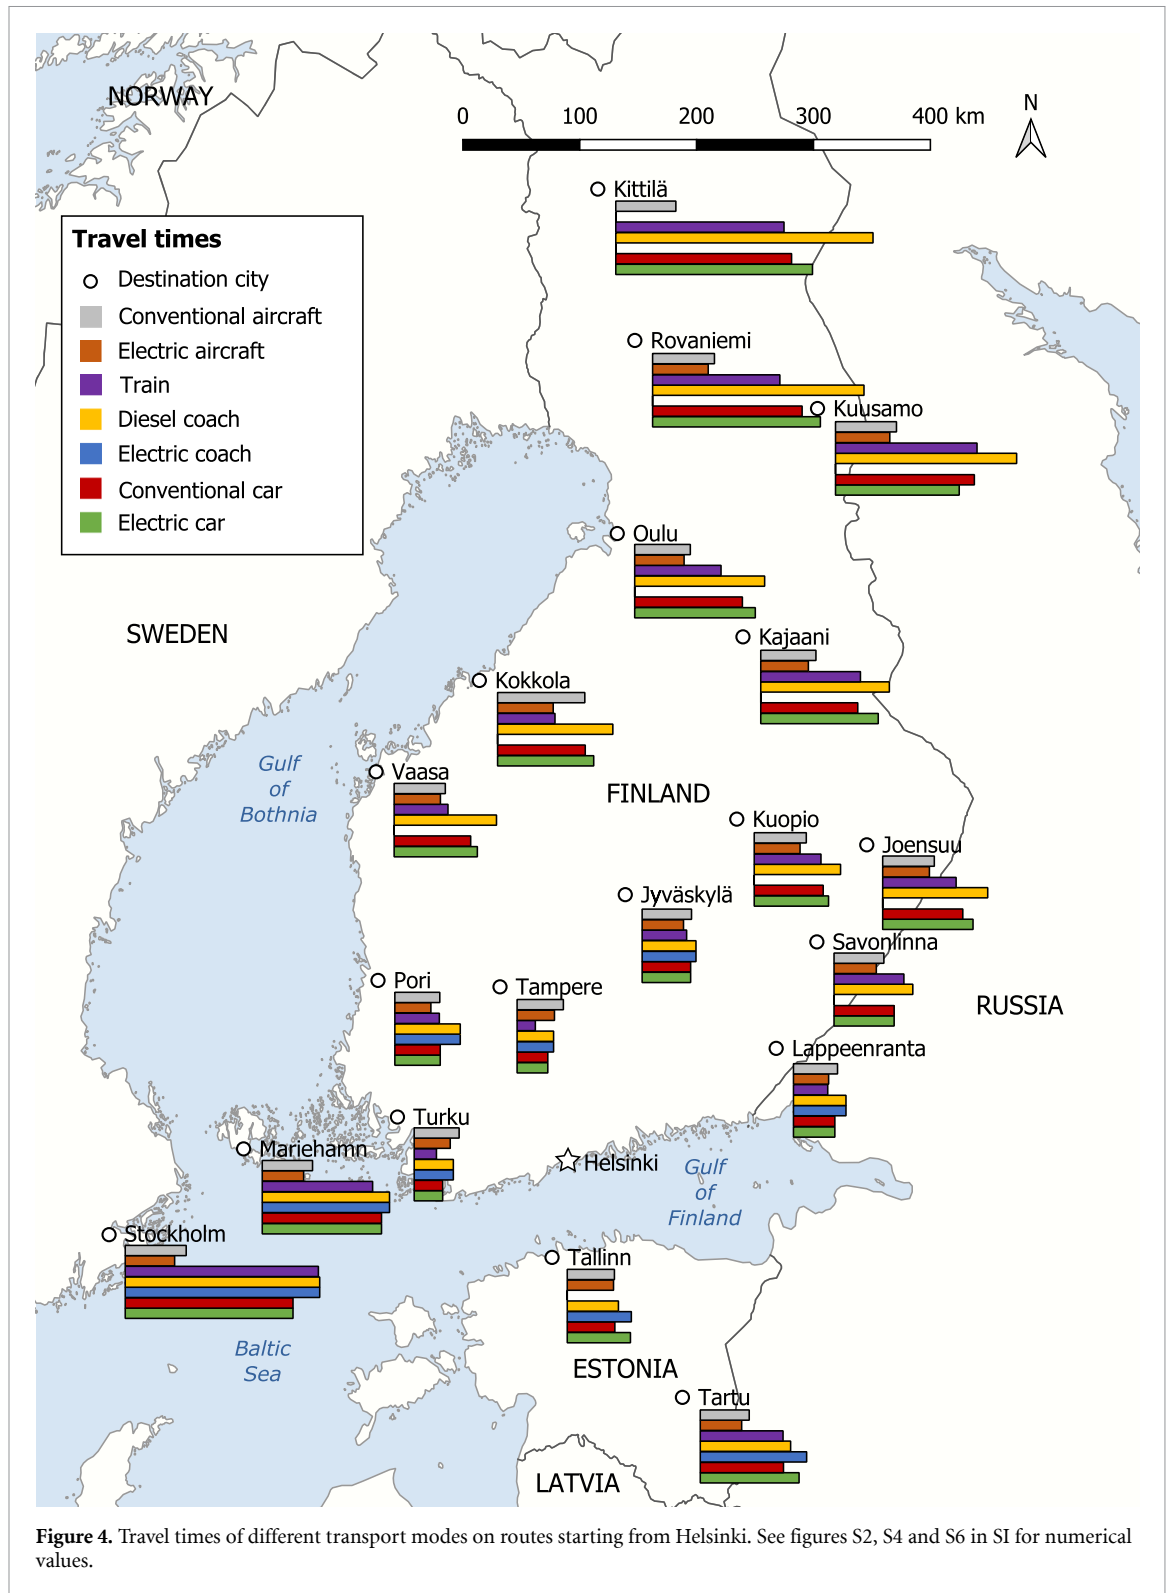 NORWAY
0 100 200 300 400 km
N
Kittilä
Travel times
Destination city
Conventional aircraft
Electric aircraft
Train
Diesel coach
Electric coach
Conventional car
Electric car
Rovaniemi
Kuusamo
Oulu
SWEDEN
Kajaani
Kokkola
Gulf
of
Bothnia
Vaasa
FINLAND
Kuopio
Joensuu
Jyväskylä
Savonlinna
Pori
Tampere
RUSSIA
Lappeenranta
Turku
Mariehamn
Helsinki
Gulf
of
Finland
Stockholm
Tallinn
Baltic
Sea
ESTONIA
Tartu
LATVIA
Figure 4. Travel times of different transport modes on routes starting from Helsinki. See figures S2, S4 and S6 in SI for numerical
values.